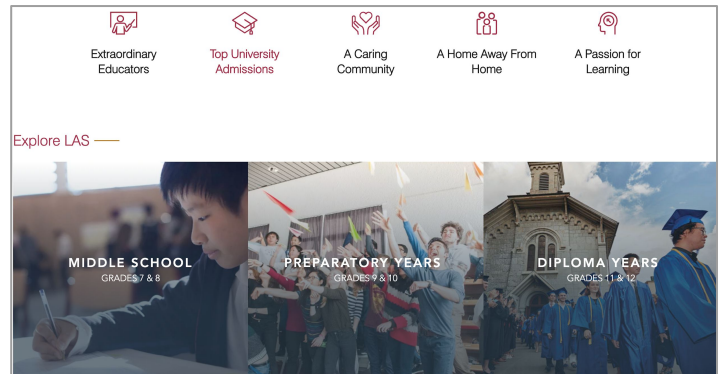 Extraordinary
Educators
Top University
Admissions
A Caring
Community
A Home Away From
Home
A Passion for
Learning
Explore LAS
MIDDLE SCHOOL
GRADES 7 & 8
PREPARATORY YEARS
GRADES 9 & 10
DIPLOMA YEARS
GRADES 11 & 12